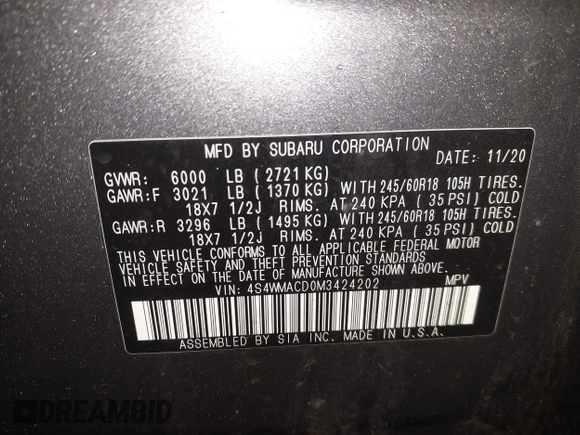 MFD BY SUBARU CORPORATION
DATE: 11/20
GVWR: 6000 LB ( 2721 KG)
GAWR:F 3021 LB ( 1370 KG) WITH 245/60R18 105H TIRES.
18X7 1/2J RIMS. AT 240 KPA ( 35 PSI) COLD
GAWR:R 3296 LB ( 1495 KG) WITH 245/60R18 105H TIRES.
18X7 1/2J RIMS. AT 240 KPA ( 35 PSI) COLD
THIS VEHICLE CONFORMS TO ALL APPLICABLE FEDERAL MOTOR
VEHICLE SAFETY AND THEFT PREVENTION STANDARDS
IN EFFECT ON THE DATE OF MANUFACTURE SHOWN ABOVE.
VIN: 4S4WMACD0M3424202 MPV
ASSEMBLED BY SIA INC. MADE IN U.S.A.
DREAMBID